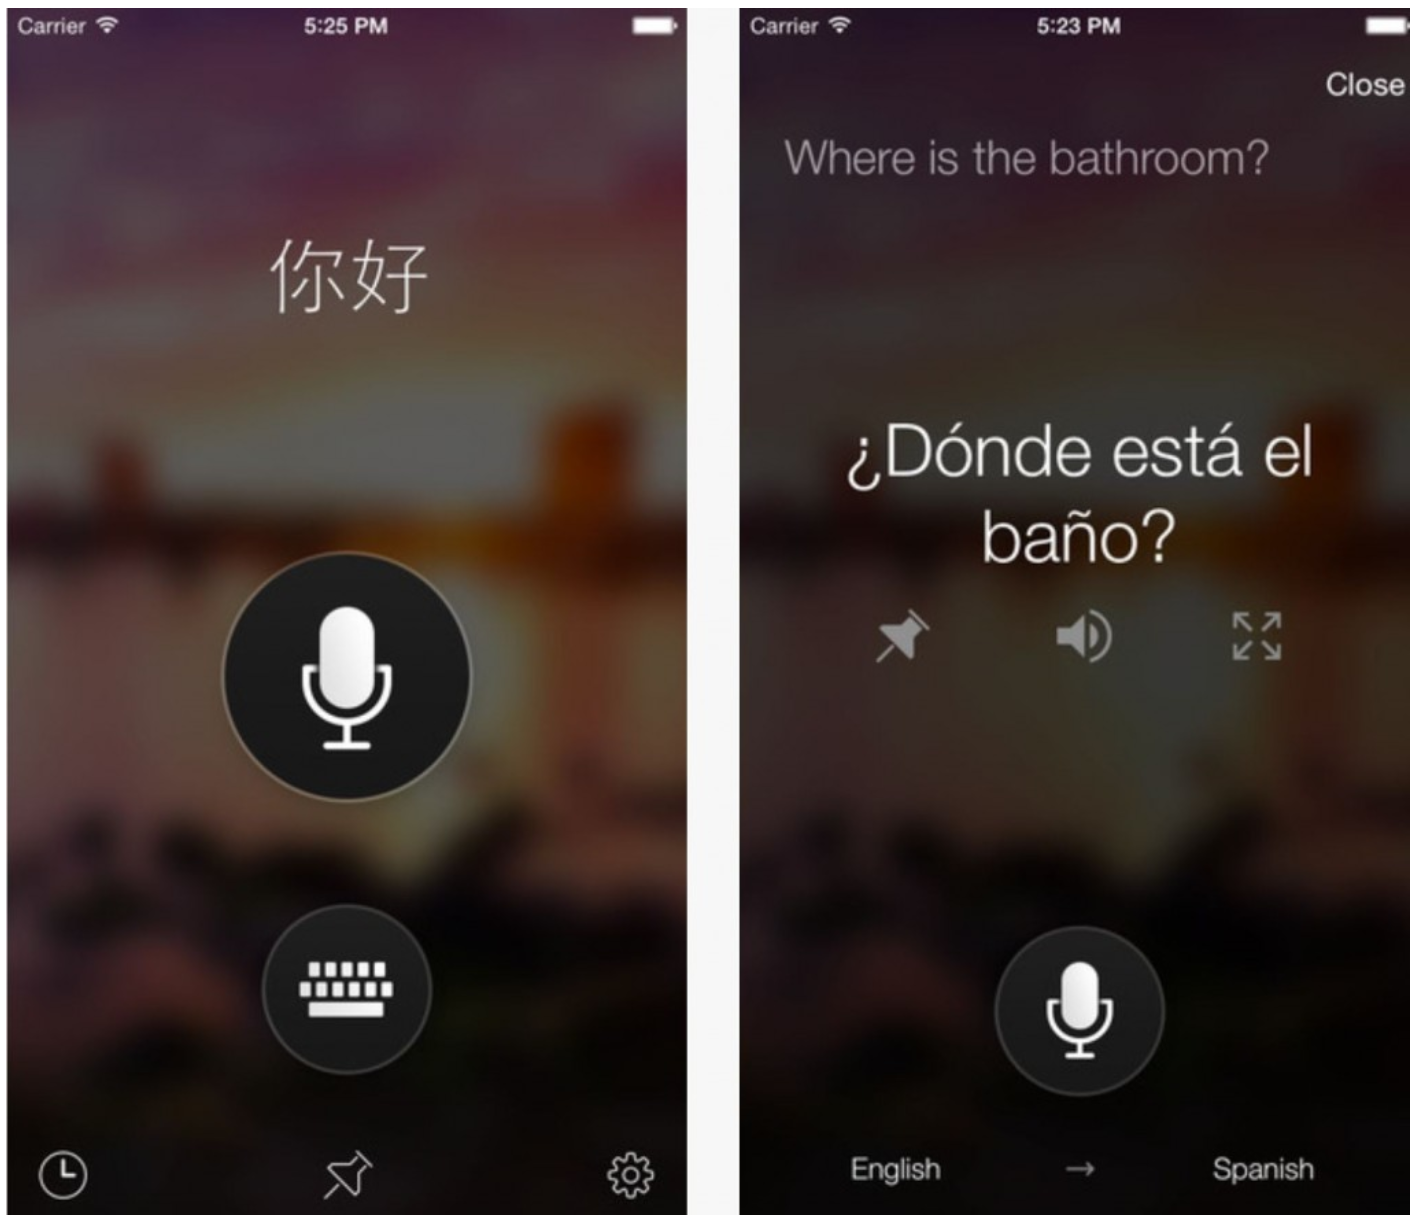 Carrier
5:25 PM
你好
Carrier
5:23 PM
Close
Where is the bathroom?
¿Dónde está el
baño?
English → Spanish